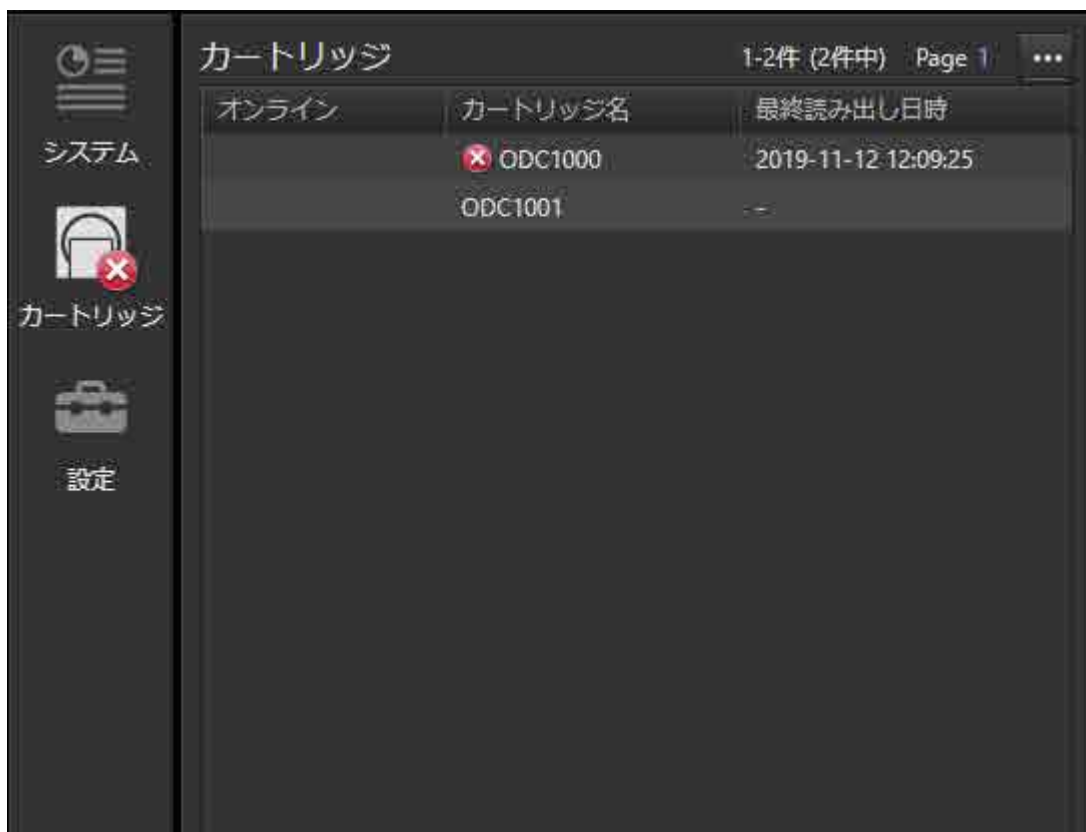 システム
カートリッジ
設定
カートリッジ 1-2件 (2件中) Page 1 ...
オンライン カートリッジ名 最終読み出し日時
ODC1000 2019-11-12 12:09:25
ODC1001 --